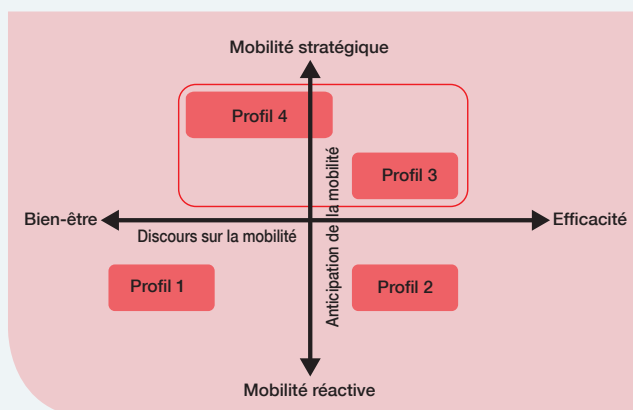 Mobilité stratégique
Profil 4
Profil 3
Bien-être
Efficacité
Discours sur la mobilité
Anticipation de la mobilité
Profil 1
Profil 2
Mobilité réactive